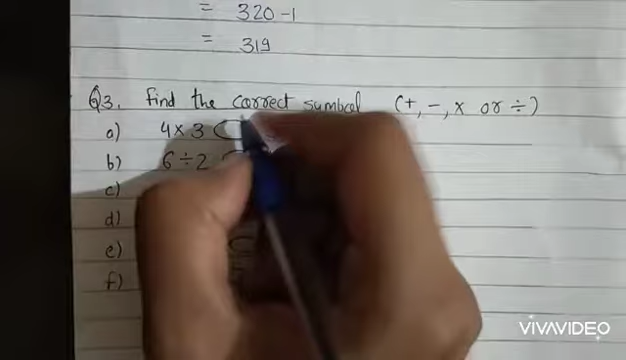 = 320-1
= 319
Q3. Find the correct symbol (+, -, x or ÷)
a) 4 x 3
b) 6 ÷ 2
c)
d)
e)
f)
VIVAVIDEO